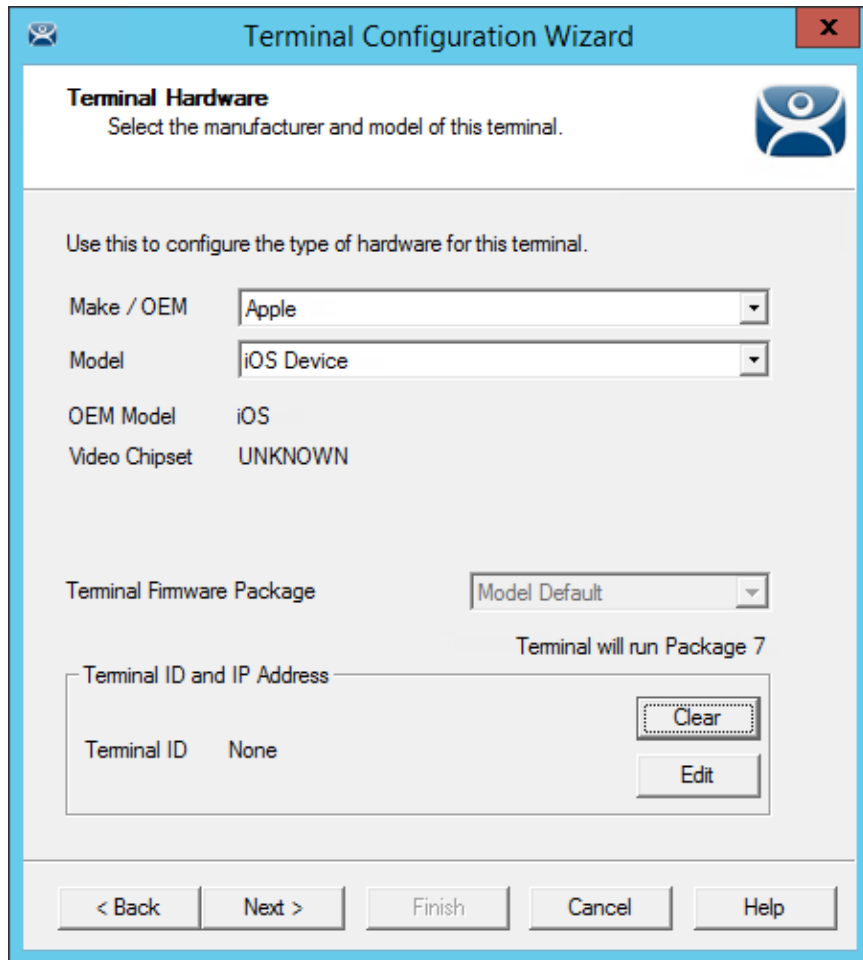 Terminal Configuration Wizard
X
Terminal Hardware
Select the manufacturer and model of this terminal.
Use this to configure the type of hardware for this terminal.
Make / OEM Apple
Model iOS Device
OEM Model iOS
Video Chipset UNKNOWN
Terminal Firmware Package Model Default
Terminal will run Package 7
Terminal ID and IP Address
Clear
Terminal ID None
Edit
< Back Next > Finish Cancel Help